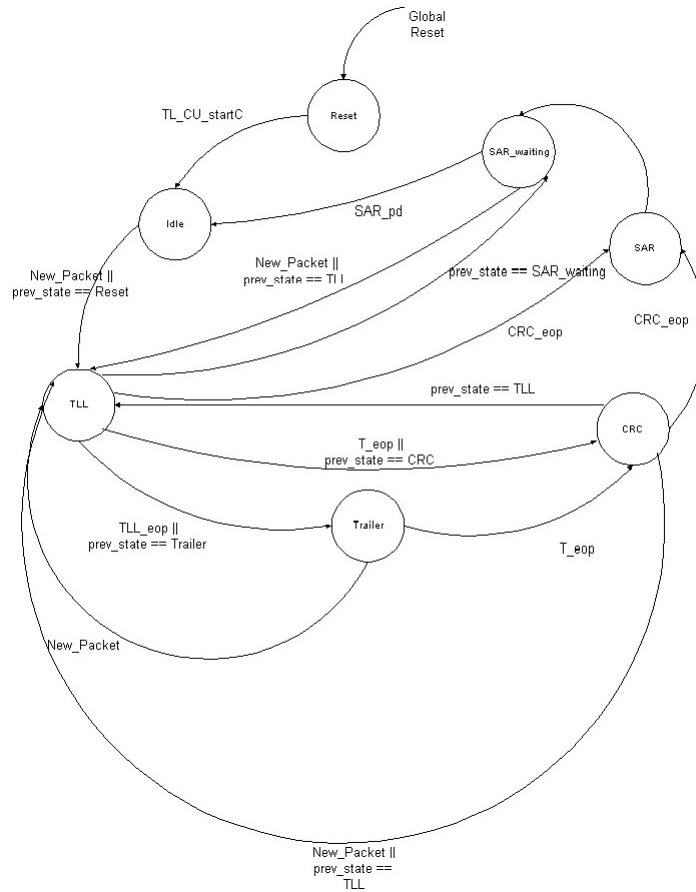 Global
Reset
TL_CU_startC
Reset
SAR_waiting
Idle
SAR_pd
SAR
New_Packet ||
prev_state == Reset
New_Packet ||
prev_state == TLL
prev_state == SAR_waiting
CRC_eop
CRC_eop
prev_state == TLL
TLL
CRC
T_eop ||
prev_state == CRC
TLL_eop ||
prev_state == Trailer
Trailer
T_eop
New_Packet
New_Packet ||
prev_state ==
TLL